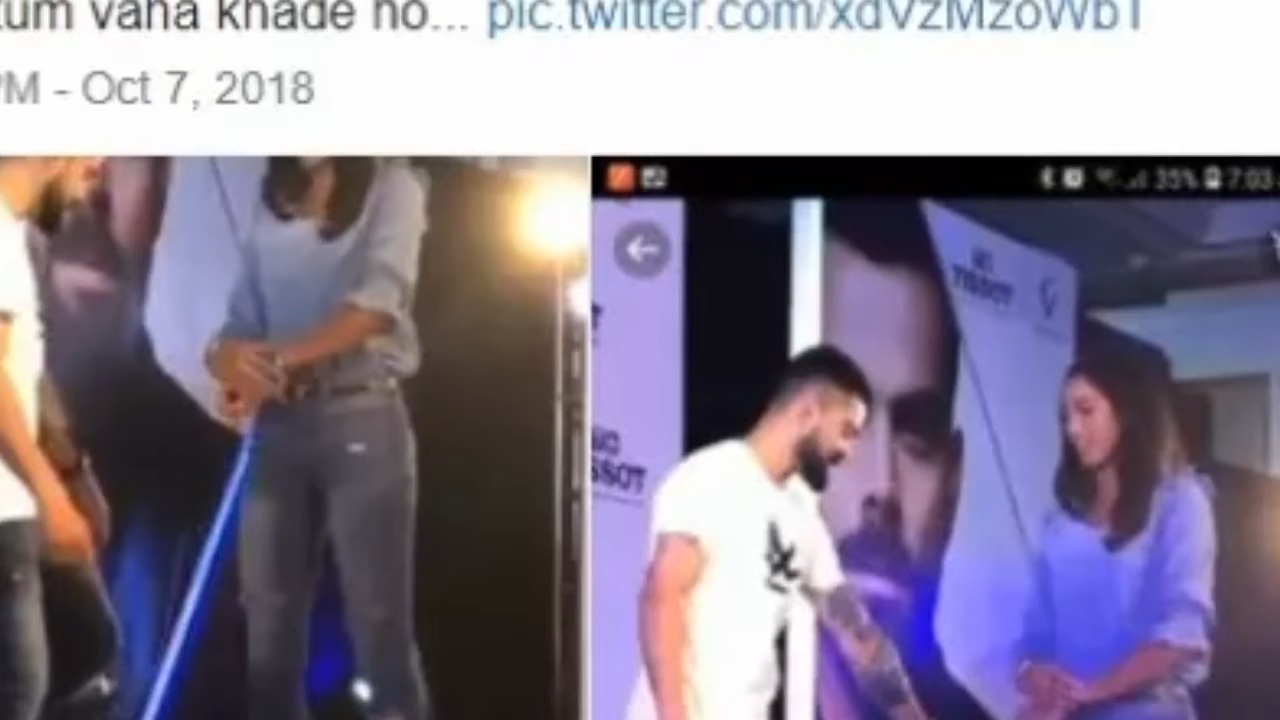 tum vaha khade ho... pic.twitter.com/xdVzMzoWbT
PM - Oct 7, 2018
35% 7:03
TISSOT
SSOT